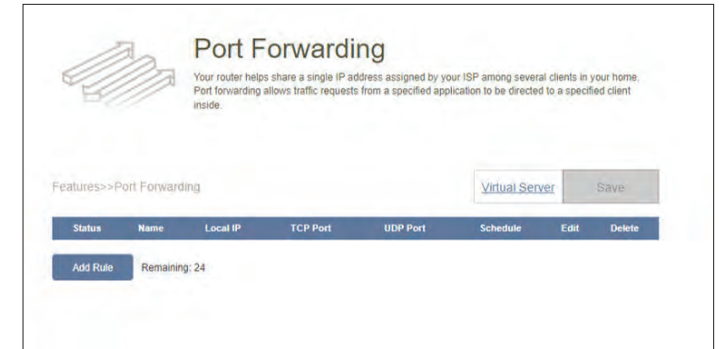 Port Forwarding
Your router helps share a single IP address assigned by your ISP among several clients in your home.
Port forwarding allows traffic requests from a specified application to be directed to a specified client
inside.
Features>>Port Forwarding
Virtual Server
Save
Status Name Local IP TCP Port UDP Port Schedule Edit Delete
Add Rule
Remaining: 24